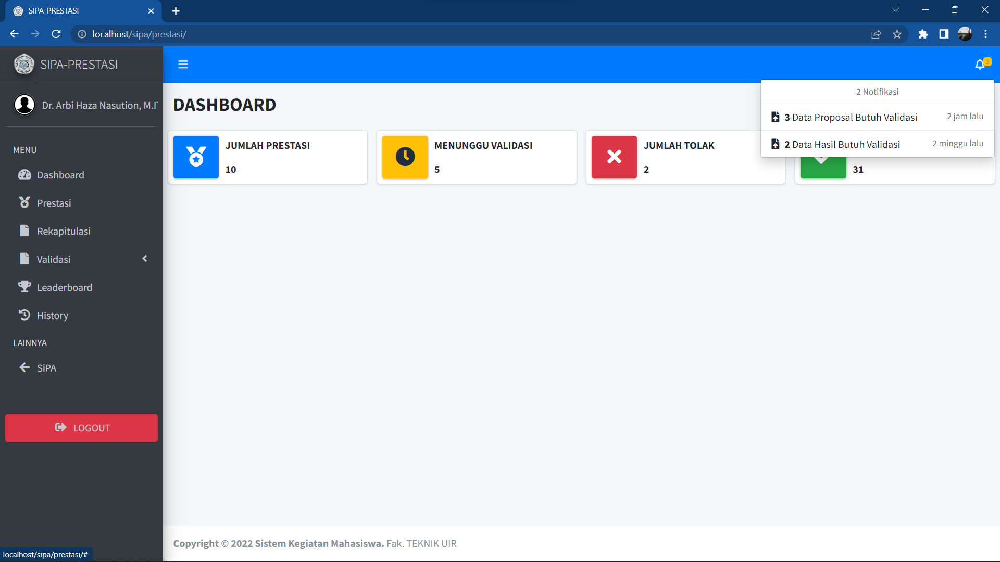 SIPA-PRESTASI
localhost/sipa/prestasi/
SIPA-PRESTASI
2
Dr. Arbi Haza Nasution, M.I
MENU
Dashboard
Prestasi
Rekapitulasi
Validasi
Leaderboard
History
LAINNYA
SiPA
LOGOUT
DASHBOARD
2 Notifikasi
3 Data Proposal Butuh Validasi 2 jam lalu
2 Data Hasil Butuh Validasi 2 minggu lalu
JUMLAH PRESTASI
10
MENUNGGU VALIDASI
5
JUMLAH TOLAK
2
31
Copyright © 2022 Sistem Kegiatan Mahasiswa. Fak. TEKNIK UIR
localhost/sipa/prestasi/#